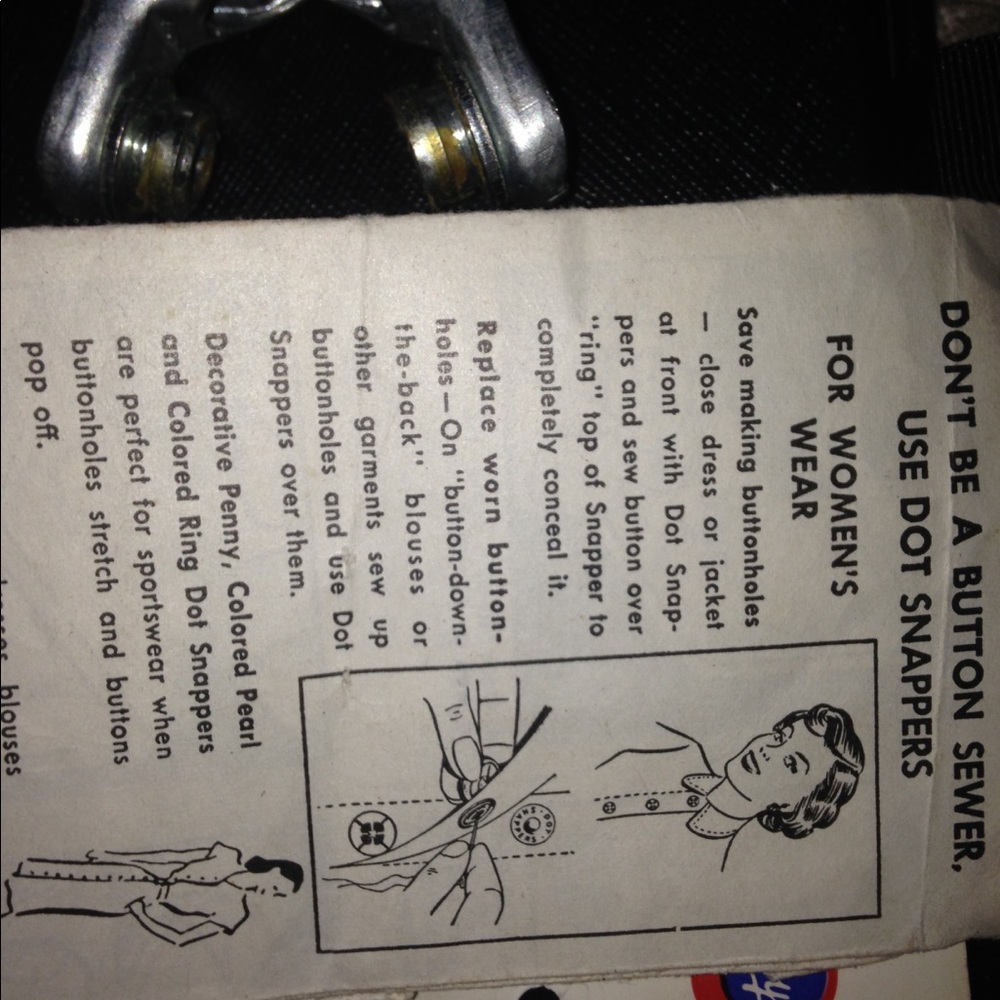 DON'T BE A BUTTON SEWER,
USE DOT SNAPPERS
FOR WOMEN'S
WEAR
Save making buttonholes
— close dress or jacket
at front with Dot Snap-
pers and sew button over
"ring" top of Snapper to
completely conceal it.
Replace worn button-
holes—On "button-down-
the-back" blouses or
other garments sew up
buttonholes and use Dot
Snappers over them.
Decorative Penny, Colored Pearl
and Colored Ring Dot Snappers
are perfect for sportswear when
buttonholes stretch and buttons
pop off.
blouses
DOT
SNAPPER